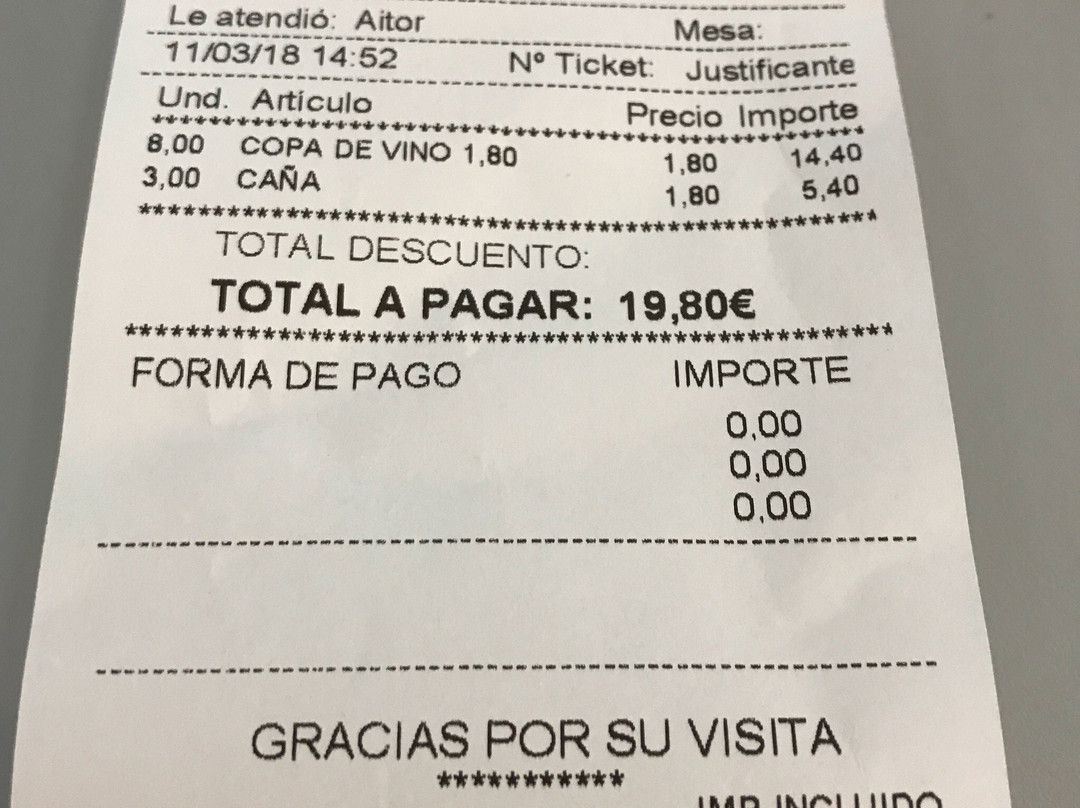 Le atendió: Aitor Mesa:
11/03/18 14:52 Nº Ticket: Justificante
Und. Artículo Precio Importe
************************************************
8,00 COPA DE VINO 1,80 1,80 14,40
3,00 CAÑA 1,80 5,40
************************************************
TOTAL DESCUENTO:
TOTAL A PAGAR: 19,80€
************************************************
FORMA DE PAGO IMPORTE
0,00
0,00
0,00
GRACIAS POR SU VISITA
***********
IMP. INCLUIDO